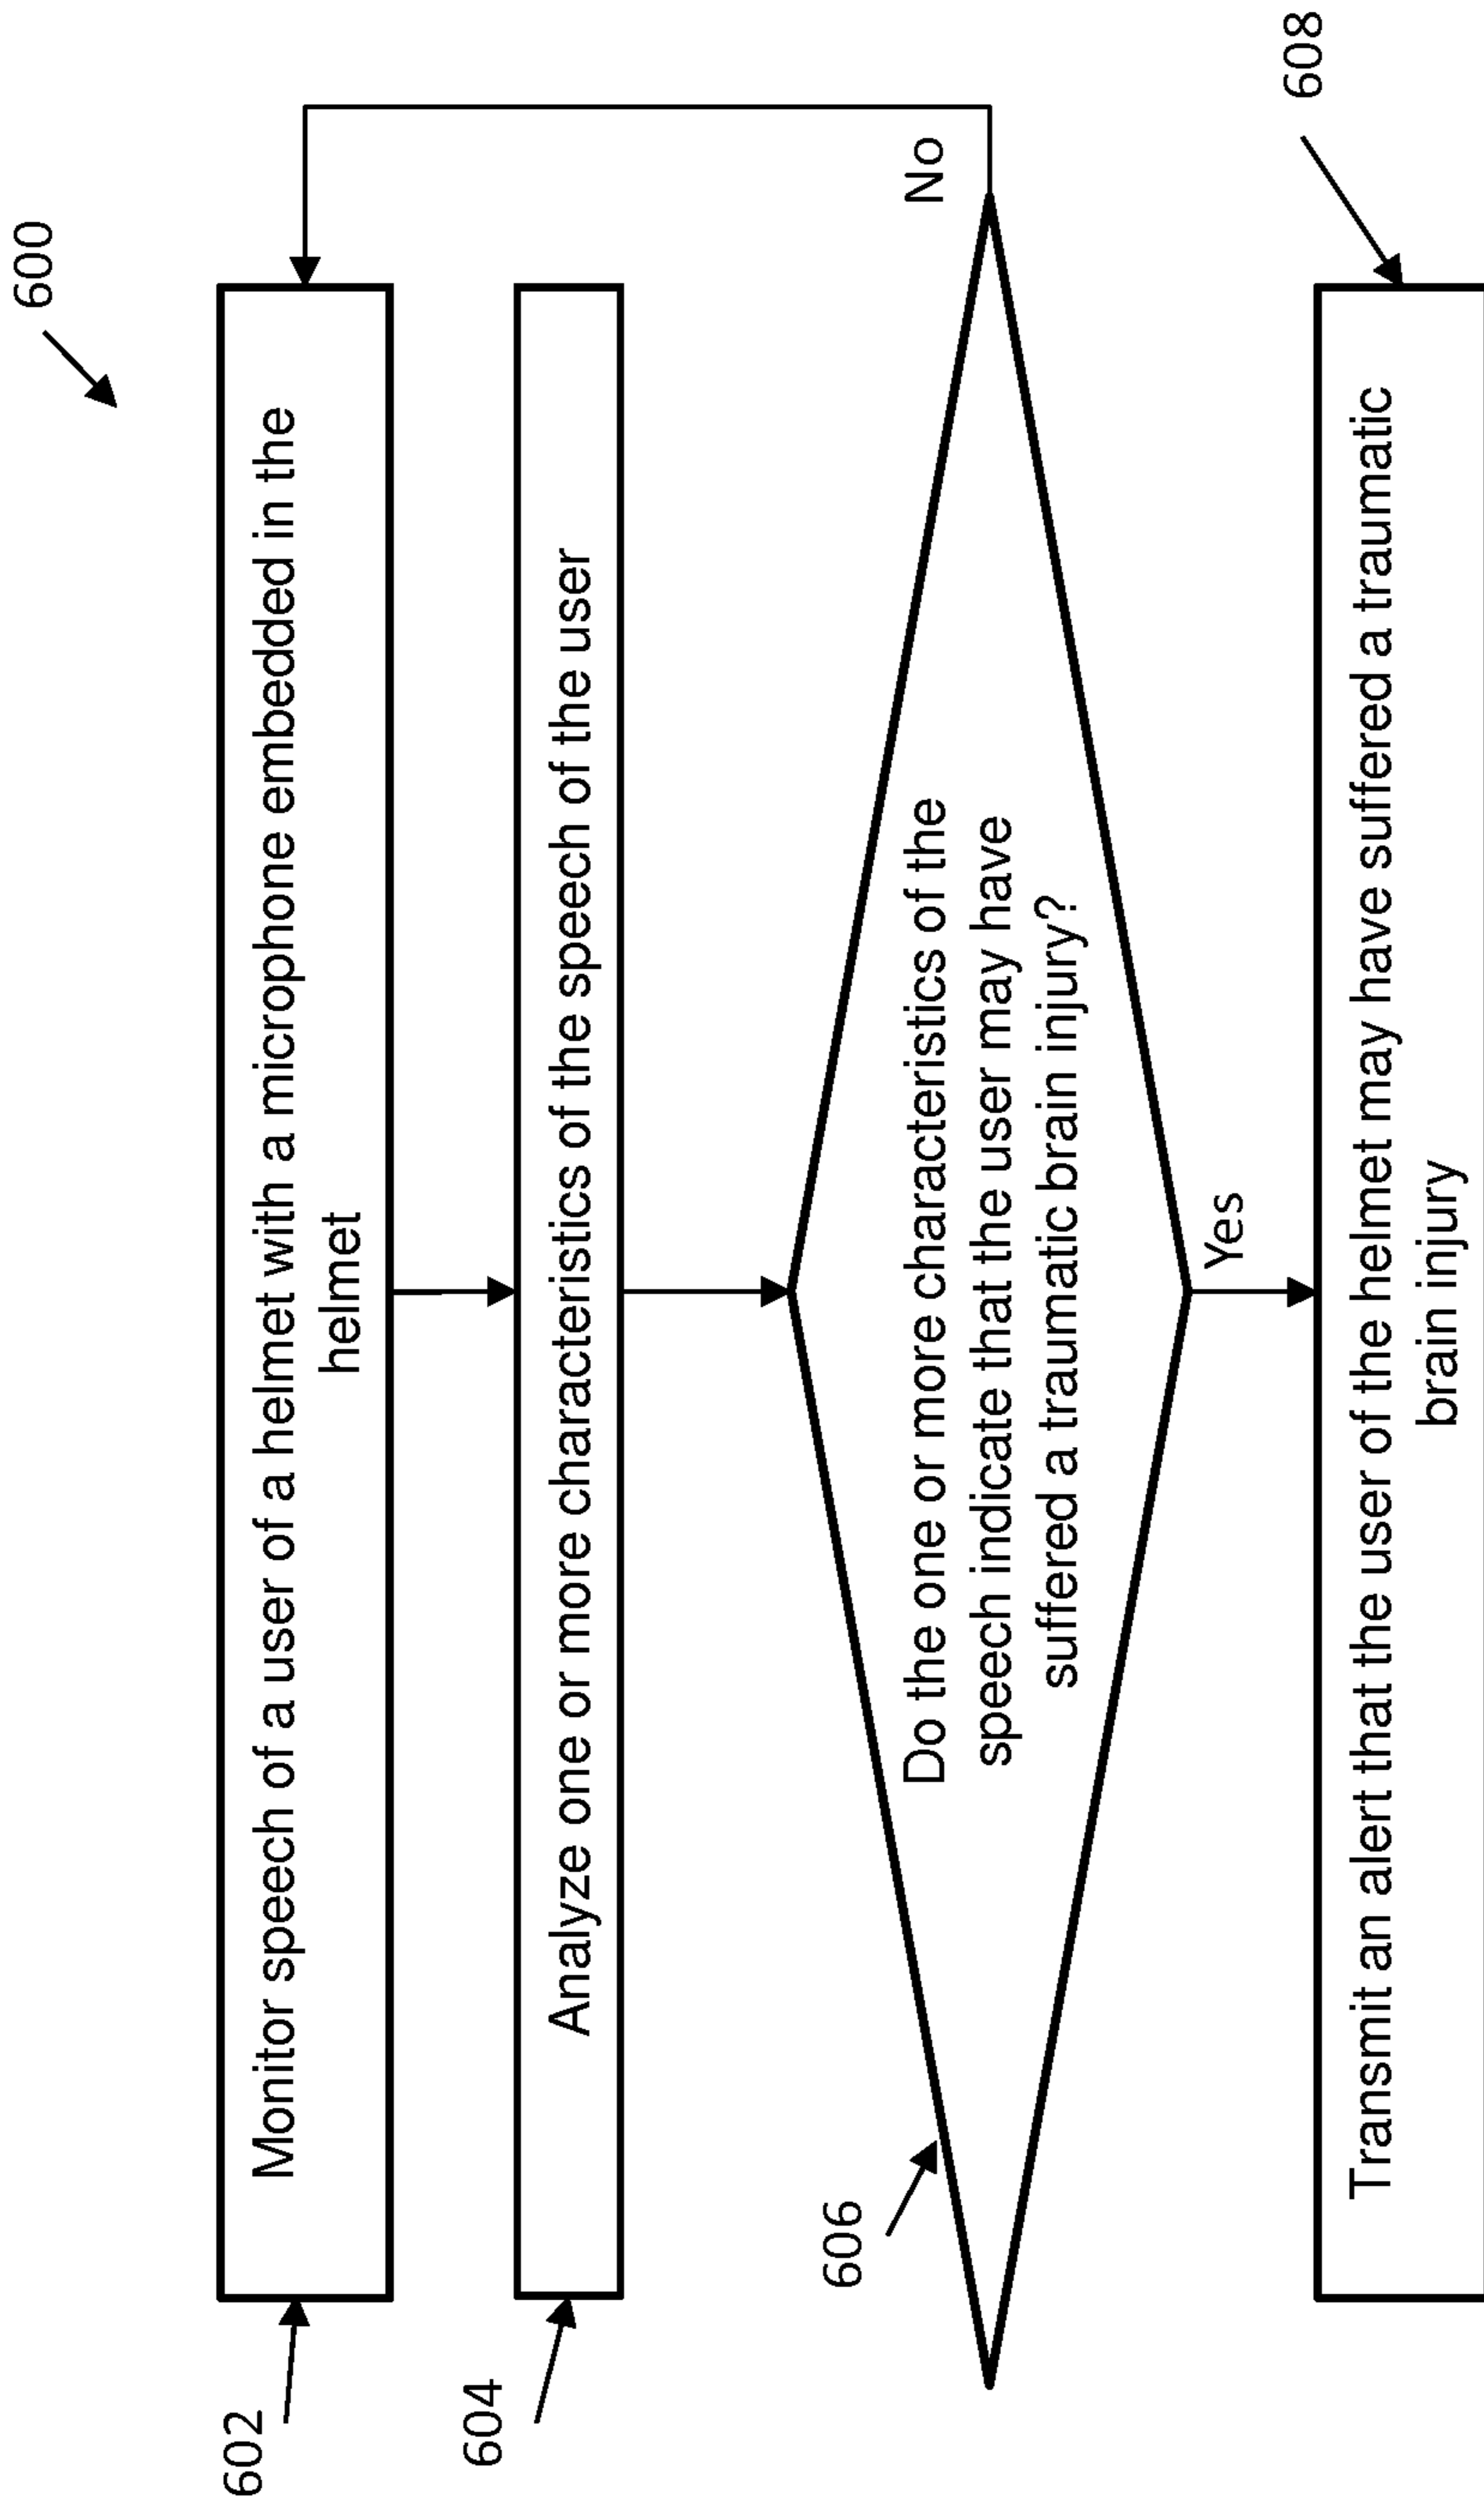 600
602
Monitor speech of a user of a helmet with a microphone embedded in the
helmet
604
Analyze one or more characteristics of the speech of the user
606
Do the one or more characteristics of the
speech indicate that the user may have
suffered a traumatic brain injury?
No
Yes
608
Transmit an alert that the user of the helmet may have suffered a traumatic
brain injury